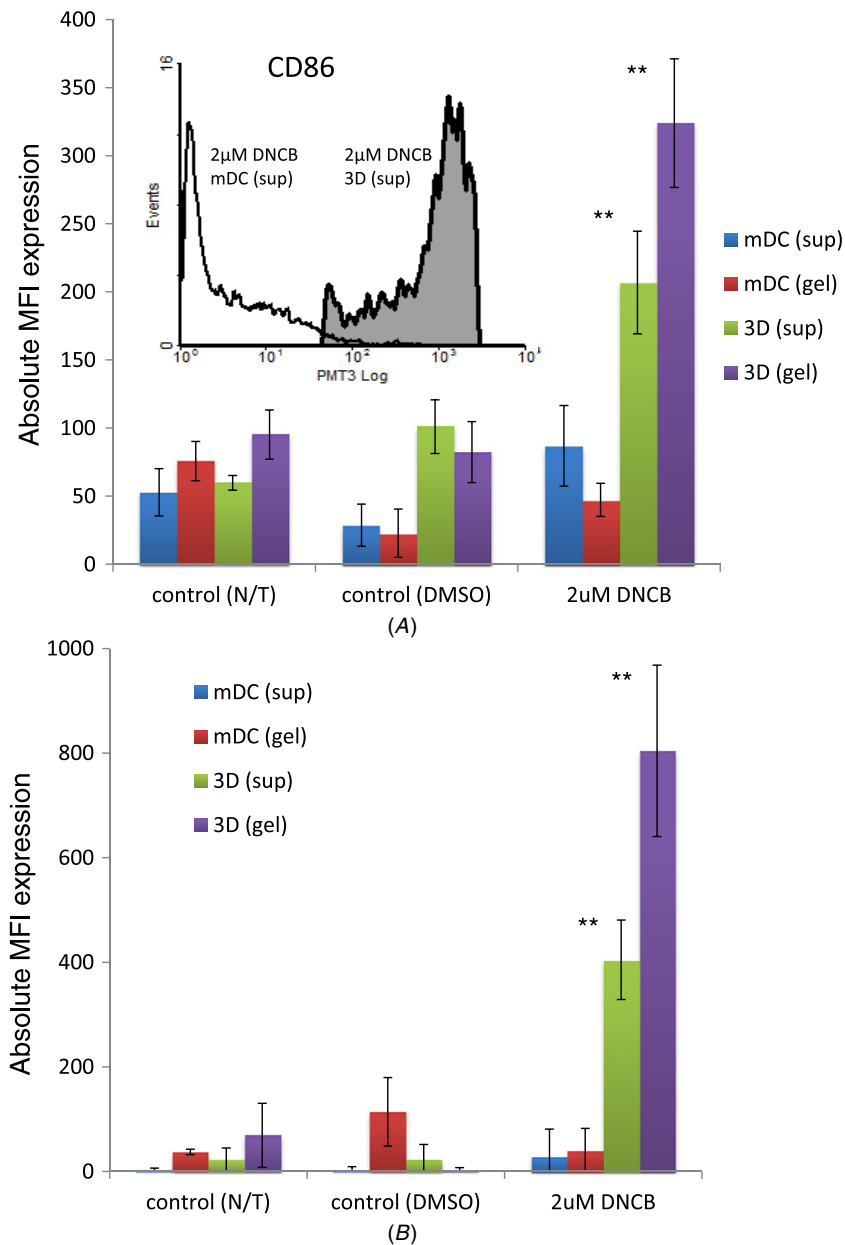 400
350
300
250
200
150
100
50
0
Absolute MFI expression
16
0
Events
CD86
2µM DNCB
mDC (sup)
2µM DNCB
3D (sup)
10⁰
10¹
10²
10³
10¹
PMT3 Log
**
**
mDC (sup)
mDC (gel)
3D (sup)
3D (gel)
control (N/T)
control (DMSO)
2uM DNCB
(A)
1000
800
600
400
200
0
Absolute MFI expression
mDC (sup)
mDC (gel)
3D (sup)
3D (gel)
**
**
control (N/T)
control (DMSO)
2uM DNCB
(B)